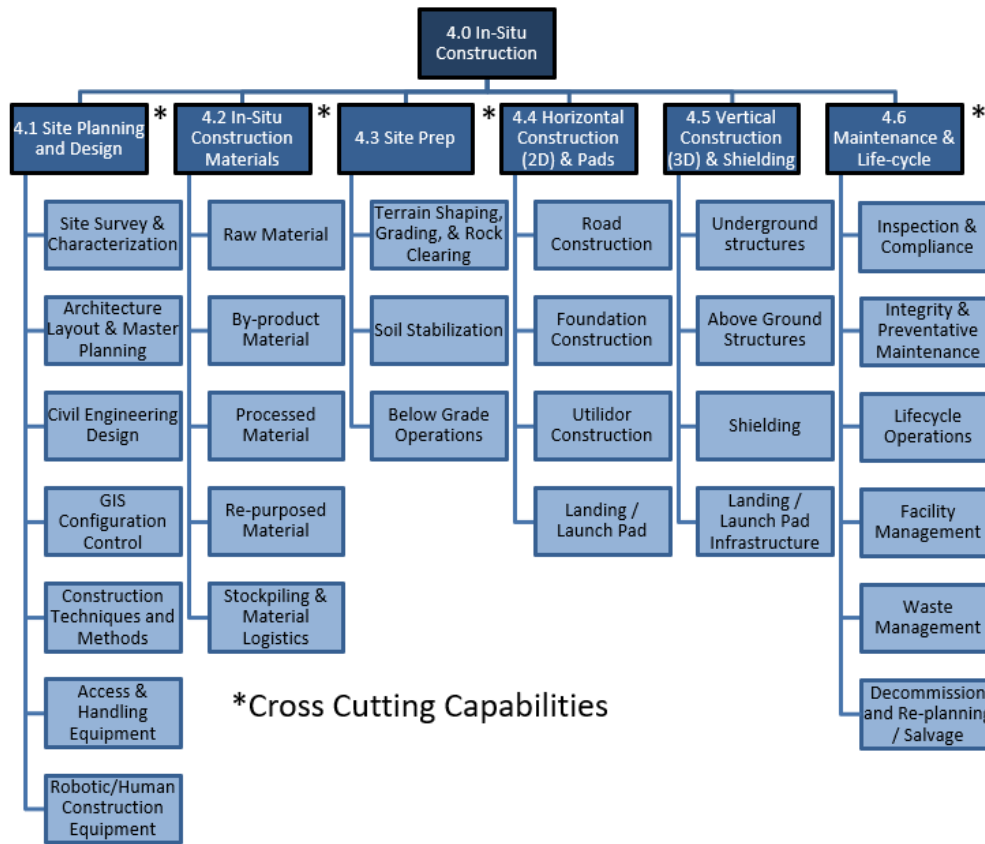 4.0 In-Situ
Construction
4.1 Site Planning
and Design
*
4.2 In-Situ
Construction
Materials
*
4.3 Site Prep
*
4.4 Horizontal
Construction
(2D) & Pads
4.5 Vertical
Construction
(3D) & Shielding
4.6
Maintenance &
Life-cycle
*
Site Survey &
Characterization
Architecture
Layout & Master
Planning
Civil Engineering
Design
GIS
Configuration
Control
Construction
Techniques and
Methods
Access &
Handling
Equipment
Robotic/Human
Construction
Equipment
Raw Material
By-product
Material
Processed
Material
Re-purposed
Material
Stockpiling &
Material
Logistics
Terrain Shaping,
Grading, & Rock
Clearing
Soil Stabilization
Below Grade
Operations
Road
Construction
Foundation
Construction
Utilidor
Construction
Landing /
Launch Pad
Underground
structures
Above Ground
Structures
Shielding
Landing /
Launch Pad
Infrastructure
Inspection &
Compliance
Integrity &
Preventative
Maintenance
Lifecycle
Operations
Facility
Management
Waste
Management
Decommission
and Re-planning
/ Salvage
*Cross Cutting Capabilities